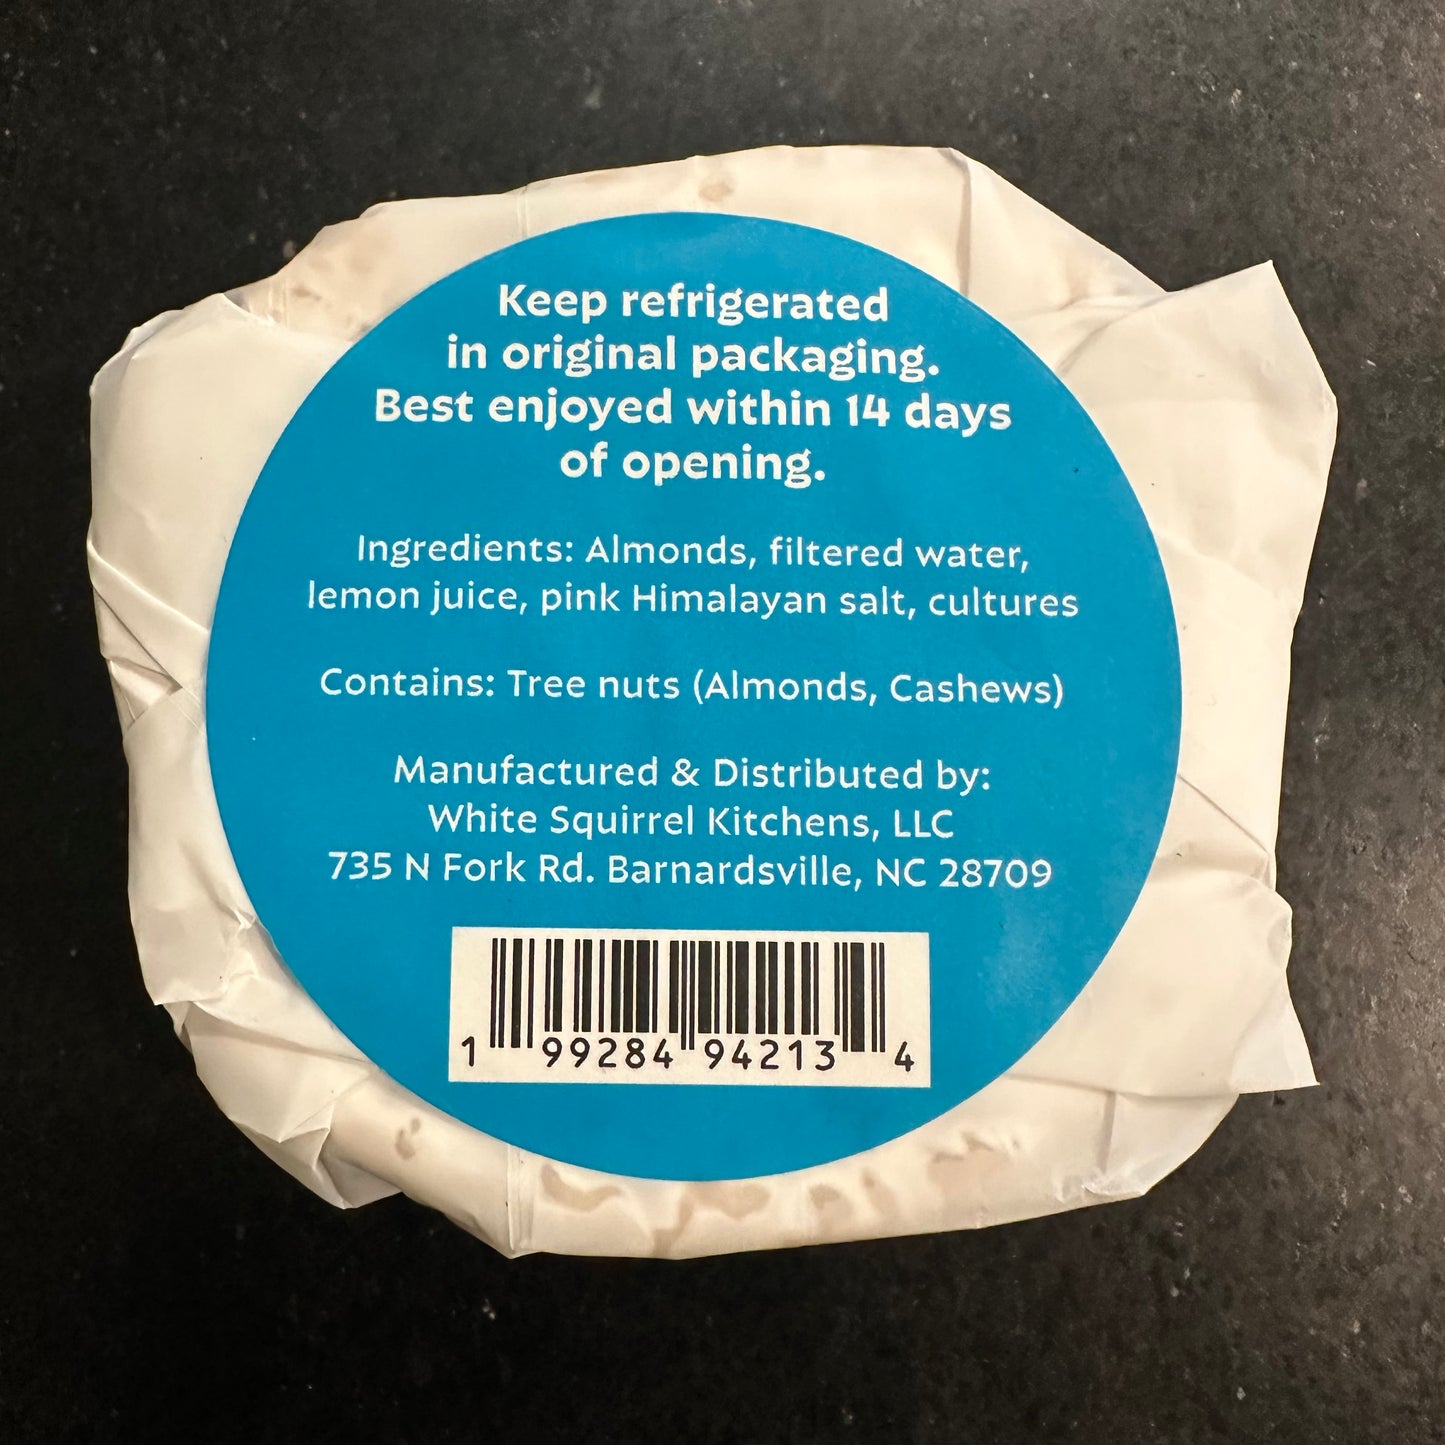 Keep refrigerated
in original packaging.
Best enjoyed within 14 days
of opening.
Ingredients: Almonds, filtered water,
lemon juice, pink Himalayan salt, cultures
Contains: Tree nuts (Almonds, Cashews)
Manufactured & Distributed by:
White Squirrel Kitchens, LLC
735 N Fork Rd. Barnardsville, NC 28709
1 99284 94213 4